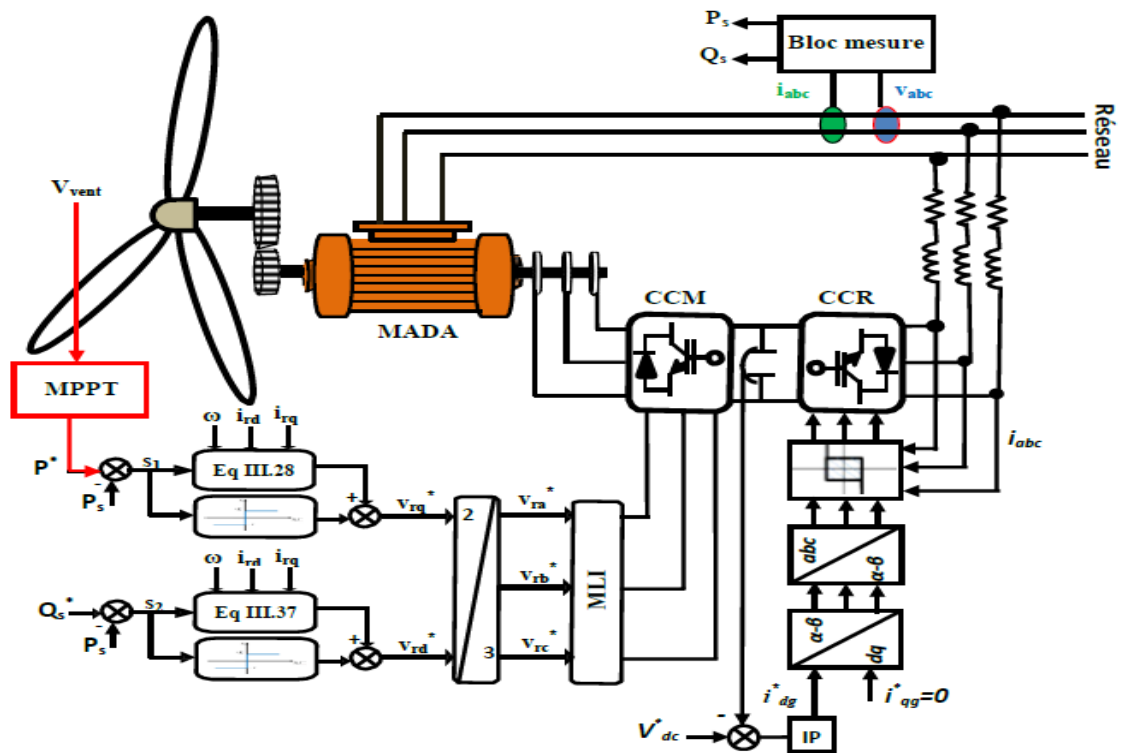 Ps
Qs
Bloc mesure
iabc
vabc
Réseau
Vvent
MADA
CCM
CCR
MPPT
ω ird irq
P*
-
Ps
s1
Eq III.28
+
vrq*
2
3
vra*
vrb*
vrc*
MLI
ω ird irq
Qs*
-
Ps
s2
Eq III.37
+
vrd*
iabc
abc
α-β
α-β
dq
i*dg
i*qg=0
V*dc
-
IP